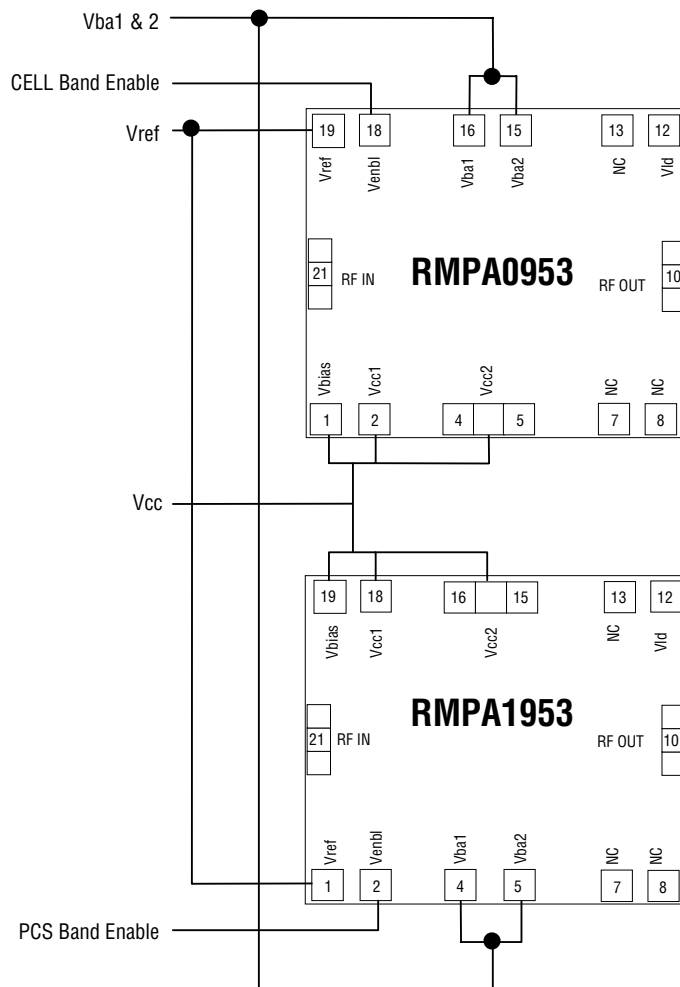 Vba1 & 2
CELL Band Enable
Vref
19
18
16
15
13
12
Vref
Venbl
Vba1
Vba2
NC
Vld
21
RF IN
RMPA0953
RF OUT
10
Vbias
Vcc1
Vcc2
NC
NC
1
2
4
5
7
8
Vcc
19
18
16
15
13
12
Vbias
Vcc1
Vcc2
NC
Vld
RMPA1953
21
RF IN
RF OUT
10
Vref
Venbl
Vba1
Vba2
NC
NC
1
2
4
5
7
8
PCS Band Enable